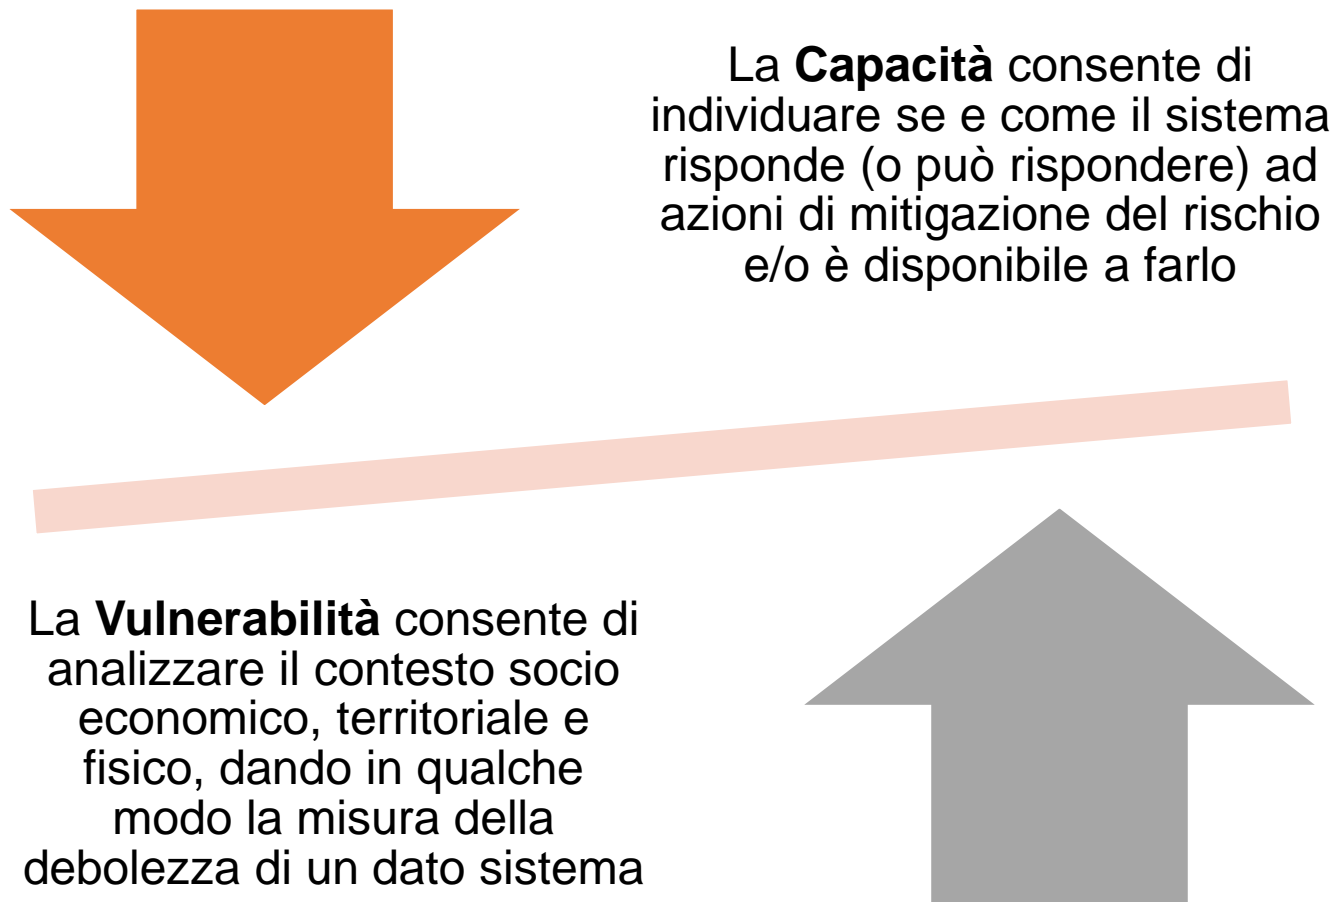 La Capacità consente di
individuare se e come il sistema
risponde (o può rispondere) ad
azioni di mitigazione del rischio
e/o è disponibile a farlo
La Vulnerabilità consente di
analizzare il contesto socio
economico, territoriale e
fisico, dando in qualche
modo la misura della
debolezza di un dato sistema